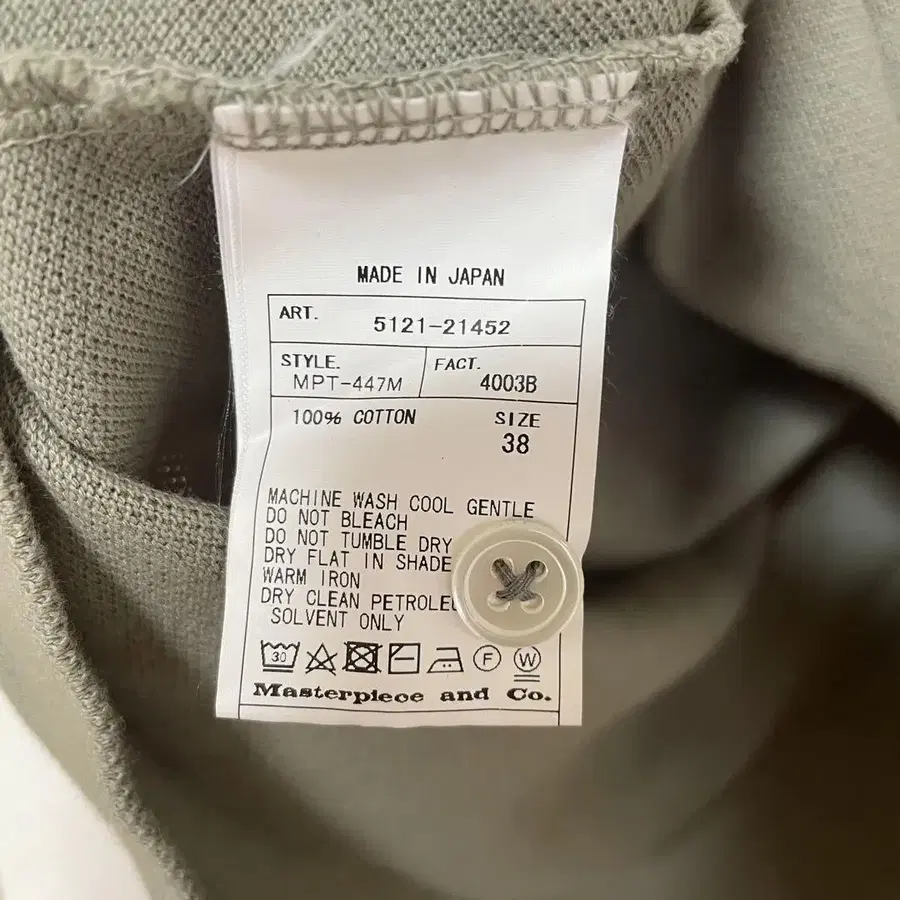 MADE IN JAPAN
ART. 5121-21452
STYLE. FACT.
MPT-447M 4003B
100% COTTON SIZE
38
MACHINE WASH COOL GENTLE
DO NOT BLEACH
DO NOT TUMBLE DRY
DRY FLAT IN SHADE
WARM IRON
DRY CLEAN
SOLVENT ONLY
30 F W
Masterpiece and Co.